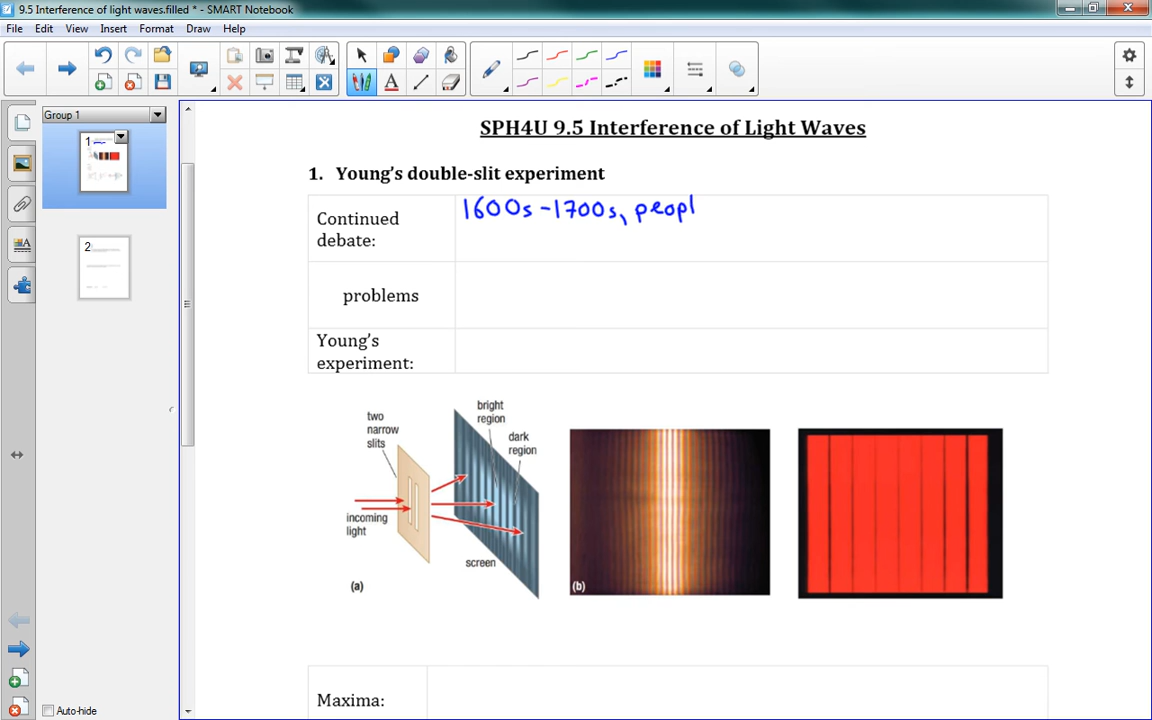 9.5 Interference of light waves.filled * - SMART Notebook
File Edit View Insert Format Tools Draw Help
Group 1
1
2
SPH4U 9.5 Interference of Light Waves
1. Young's double-slit experiment
Continued
debate:
1600s -1700s, peopl
problems
Young's
experiment:
two
narrow
slits
bright
region
dark
region
incoming
light
screen
(a)
(b)
Maxima:
Auto-hide